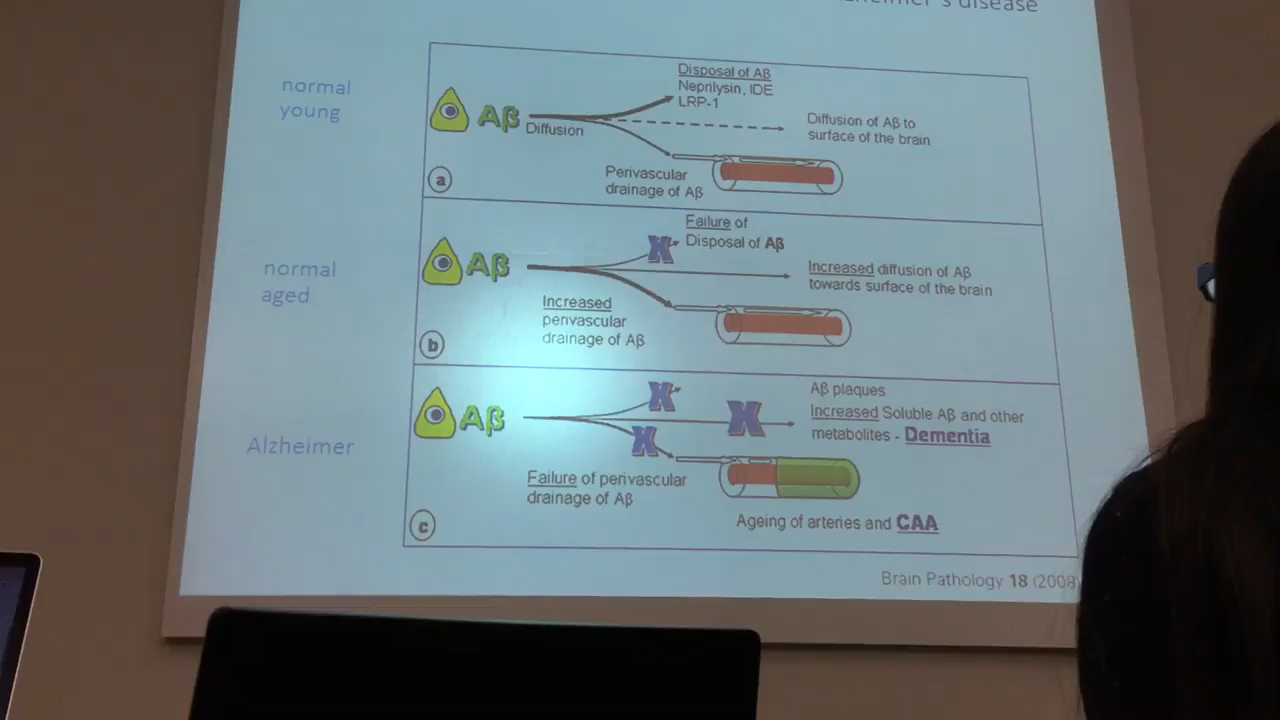 disease
normal
young
Aβ
Diffusion
Disposal of Aβ
Neprilysin, IDE
LRP-1
Diffusion of Aβ to
surface of the brain
Perivascular
drainage of Aβ
a
normal
aged
Aβ
X
Failure of
Disposal of Aβ
Increased diffusion of Aβ
towards surface of the brain
Increased
perivascular
drainage of Aβ
b
Alzheimer
Aβ
X
X
X
Aβ plaques
Increased Soluble Aβ and other
metabolites - Dementia
Failure of perivascular
drainage of Aβ
Ageing of arteries and CAA
c
Brain Pathology 18 (2008)